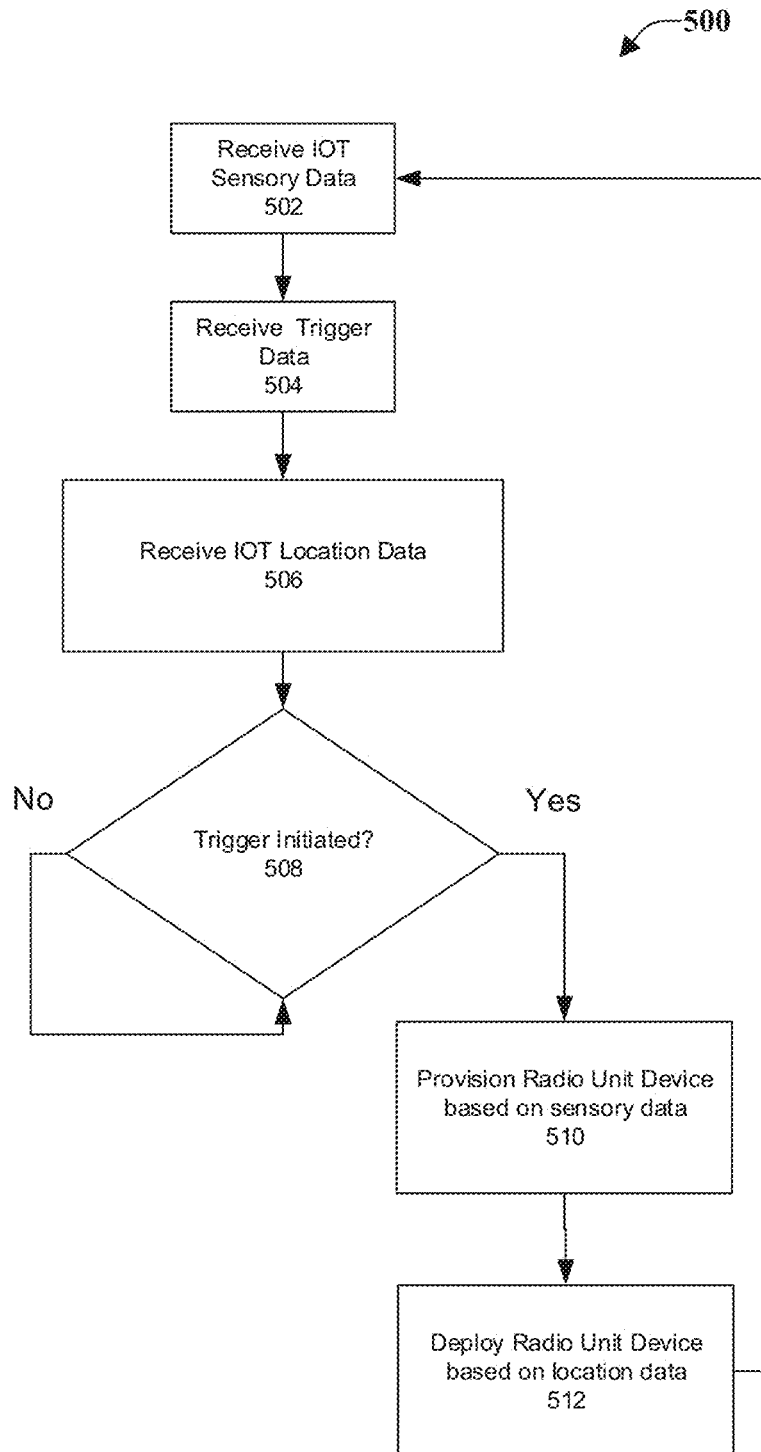 500
Receive IOT
Sensory Data
502
Receive Trigger
Data
504
Receive IOT Location Data
506
No
Yes
Trigger Initiated?
508
Provision Radio Unit Device
based on sensory data
510
Deploy Radio Unit Device
based on location data
512